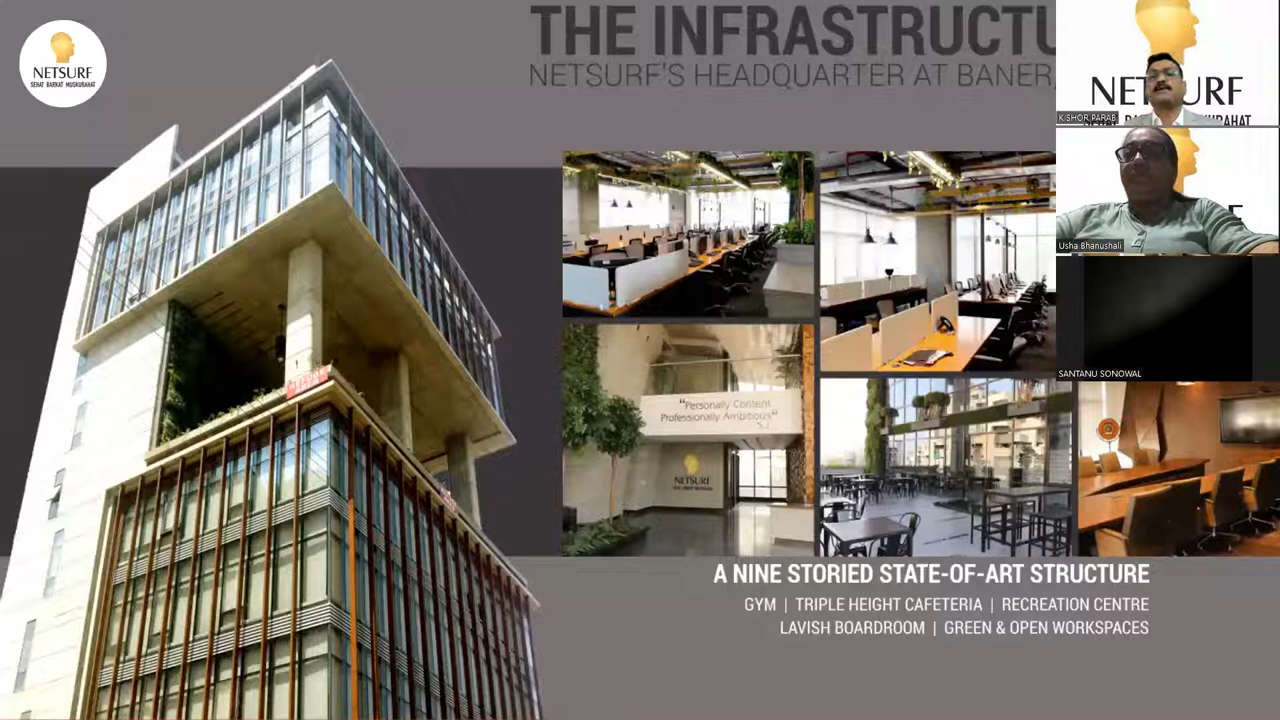 NETSURF
SEHAT BARKAT MUSKURAHAT
THE INFRASTRUCTU
NETSURF'S HEADQUARTER AT BANER,
NETSURF
KISHOR PARAB
Usha Bhanushali
SANTANU SONOWAL
"Personally Content
Professionally Ambitious"
S.J.
NETSURF
A NINE STORIED STATE-OF-ART STRUCTURE
GYM | TRIPLE HEIGHT CAFETERIA | RECREATION CENTRE
LAVISH BOARDROOM | GREEN & OPEN WORKSPACES